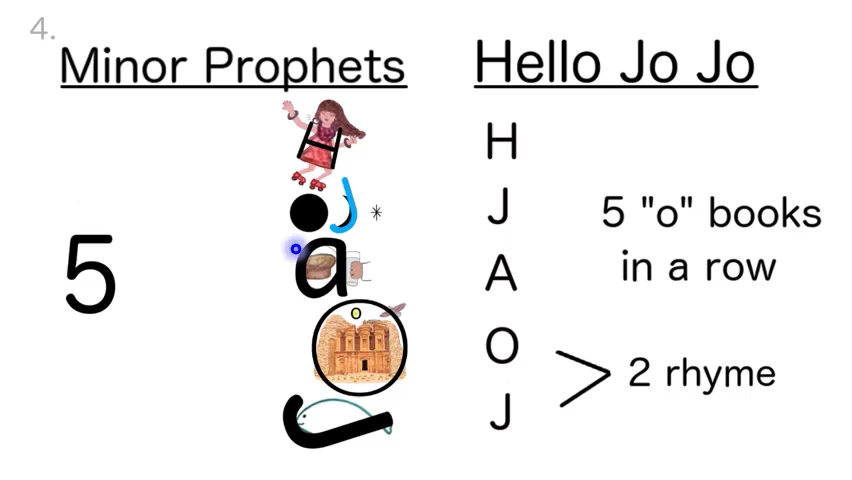 4.
Minor Prophets
Hello Jo Jo
5
H
J
*
a
o
J
H
J
A
O
J
5 "o" books
in a row
2 rhyme